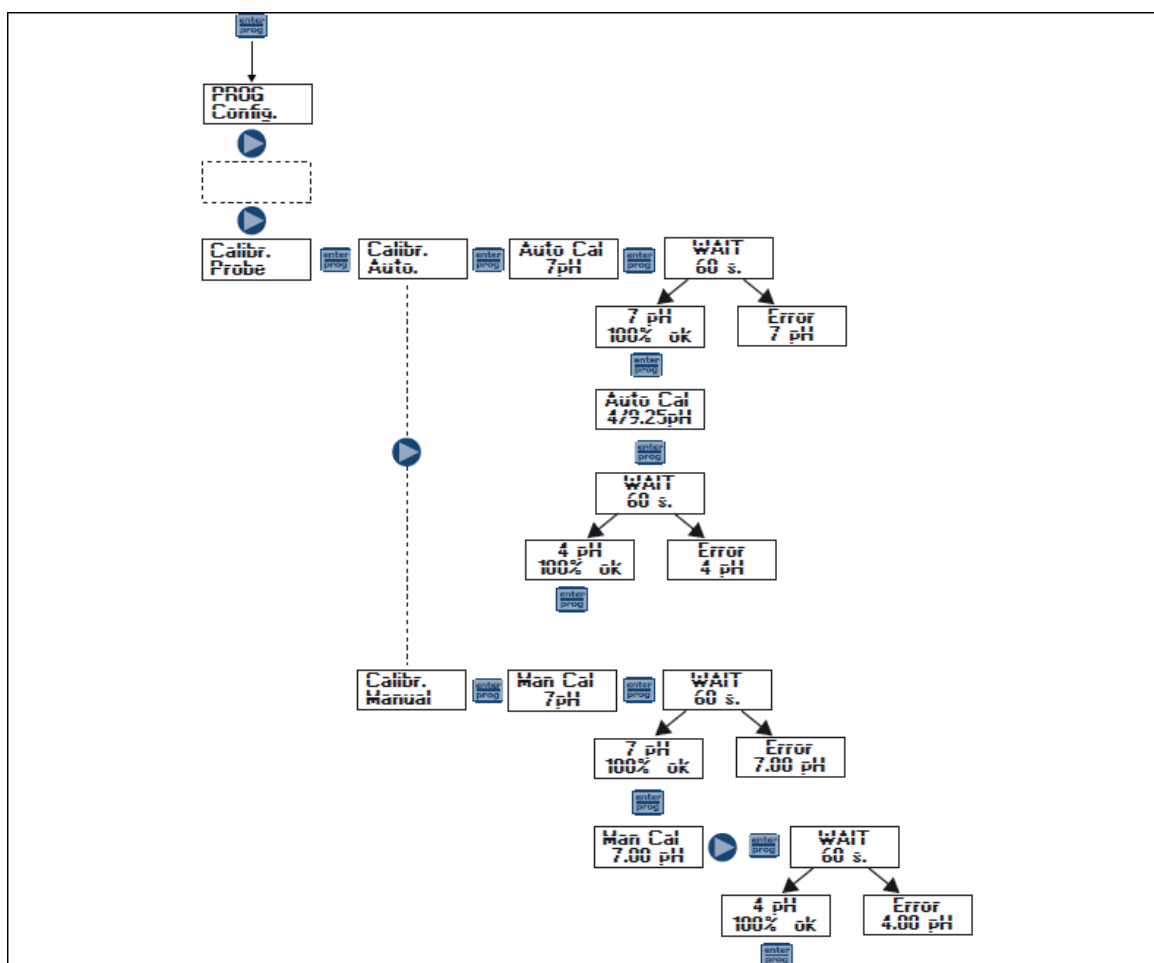 enter
prog
PROG
Config.
Calibr.
Probe
enter
prog
Calibr.
Auto.
enter
prog
Auto Cal
7pH
enter
prog
WAIT
60 s.
7 pH
100% ok
Error
7 pH
enter
prog
Auto Cal
4/9.25pH
enter
prog
WAIT
60 s.
4 pH
100% ok
Error
4 pH
enter
prog
Calibr.
Manual
enter
prog
Man Cal
7pH
enter
prog
WAIT
60 s.
7 pH
100% ok
Error
7.00 pH
enter
prog
Man Cal
7.00 pH
enter
prog
WAIT
60 s.
4 pH
100% ok
Error
4.00 pH
enter
prog